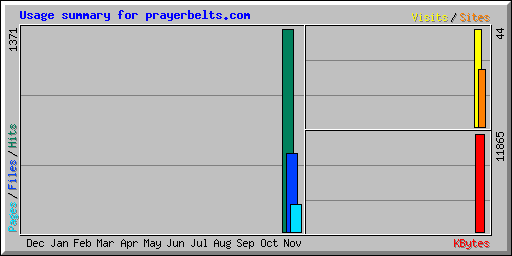 Usage summary for prayerbelts.com
Visits / Sites
1371
44
Pages / Files / Hits
11865
Dec Jan Feb Mar Apr May Jun Jul Aug Sep Oct Nov
KBytes